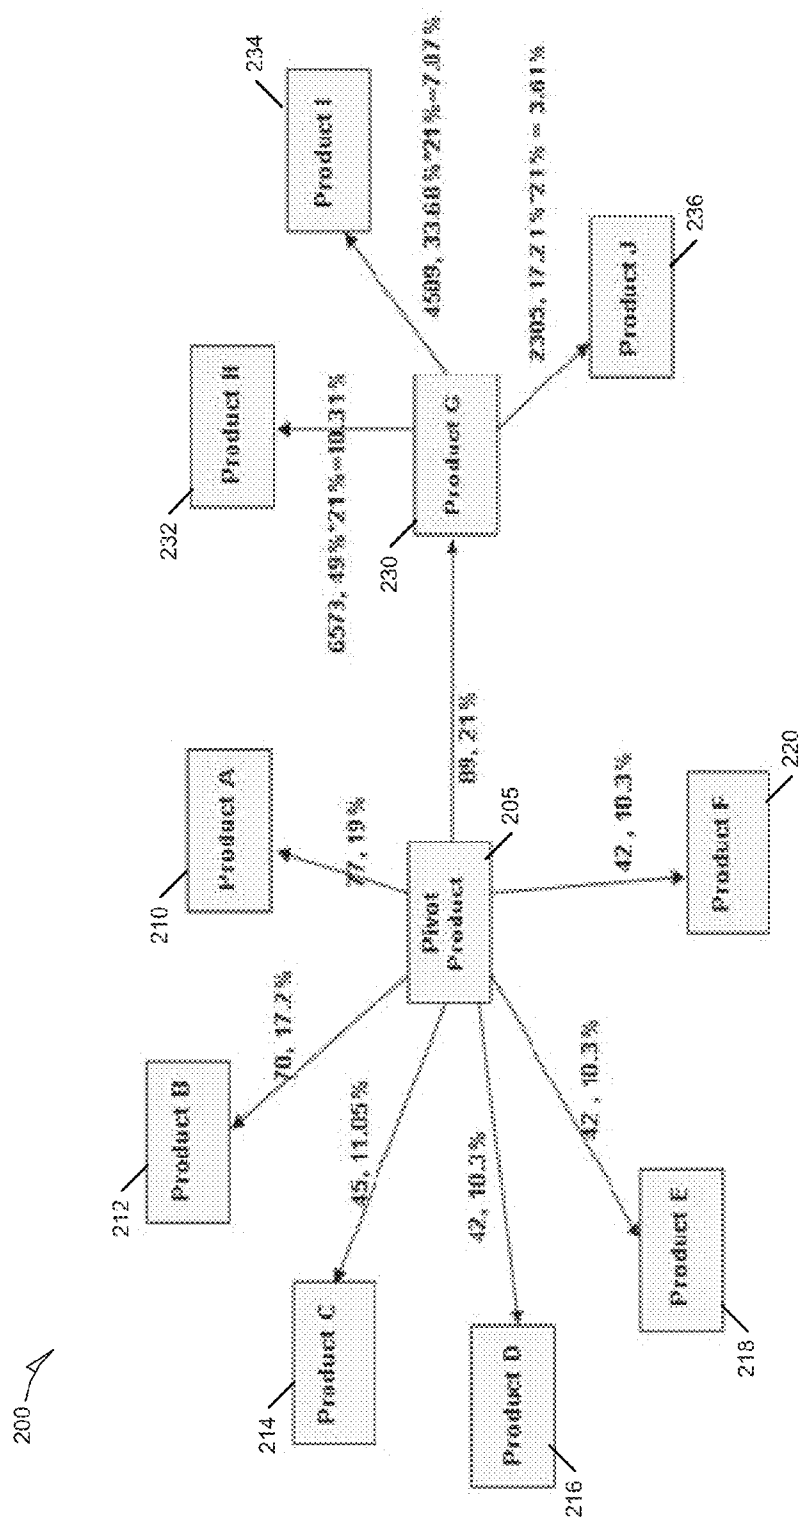 200
212
210
232
Product B
Product A
Product H
234
214
70, 17.2%
Product C
Product I
6573, 49%*21%=10.31%
77, 19%
45, 11.05%
230
4509, 33.68%*21%=7.07%
Pivot
Product
Product G
89, 21%
42, 10.3%
205
Product D
2305, 17.21%*21% = 3.61%
216
42 , 10.3%
42 , 10.3%
Product J
Product E
236
Product F
218
220